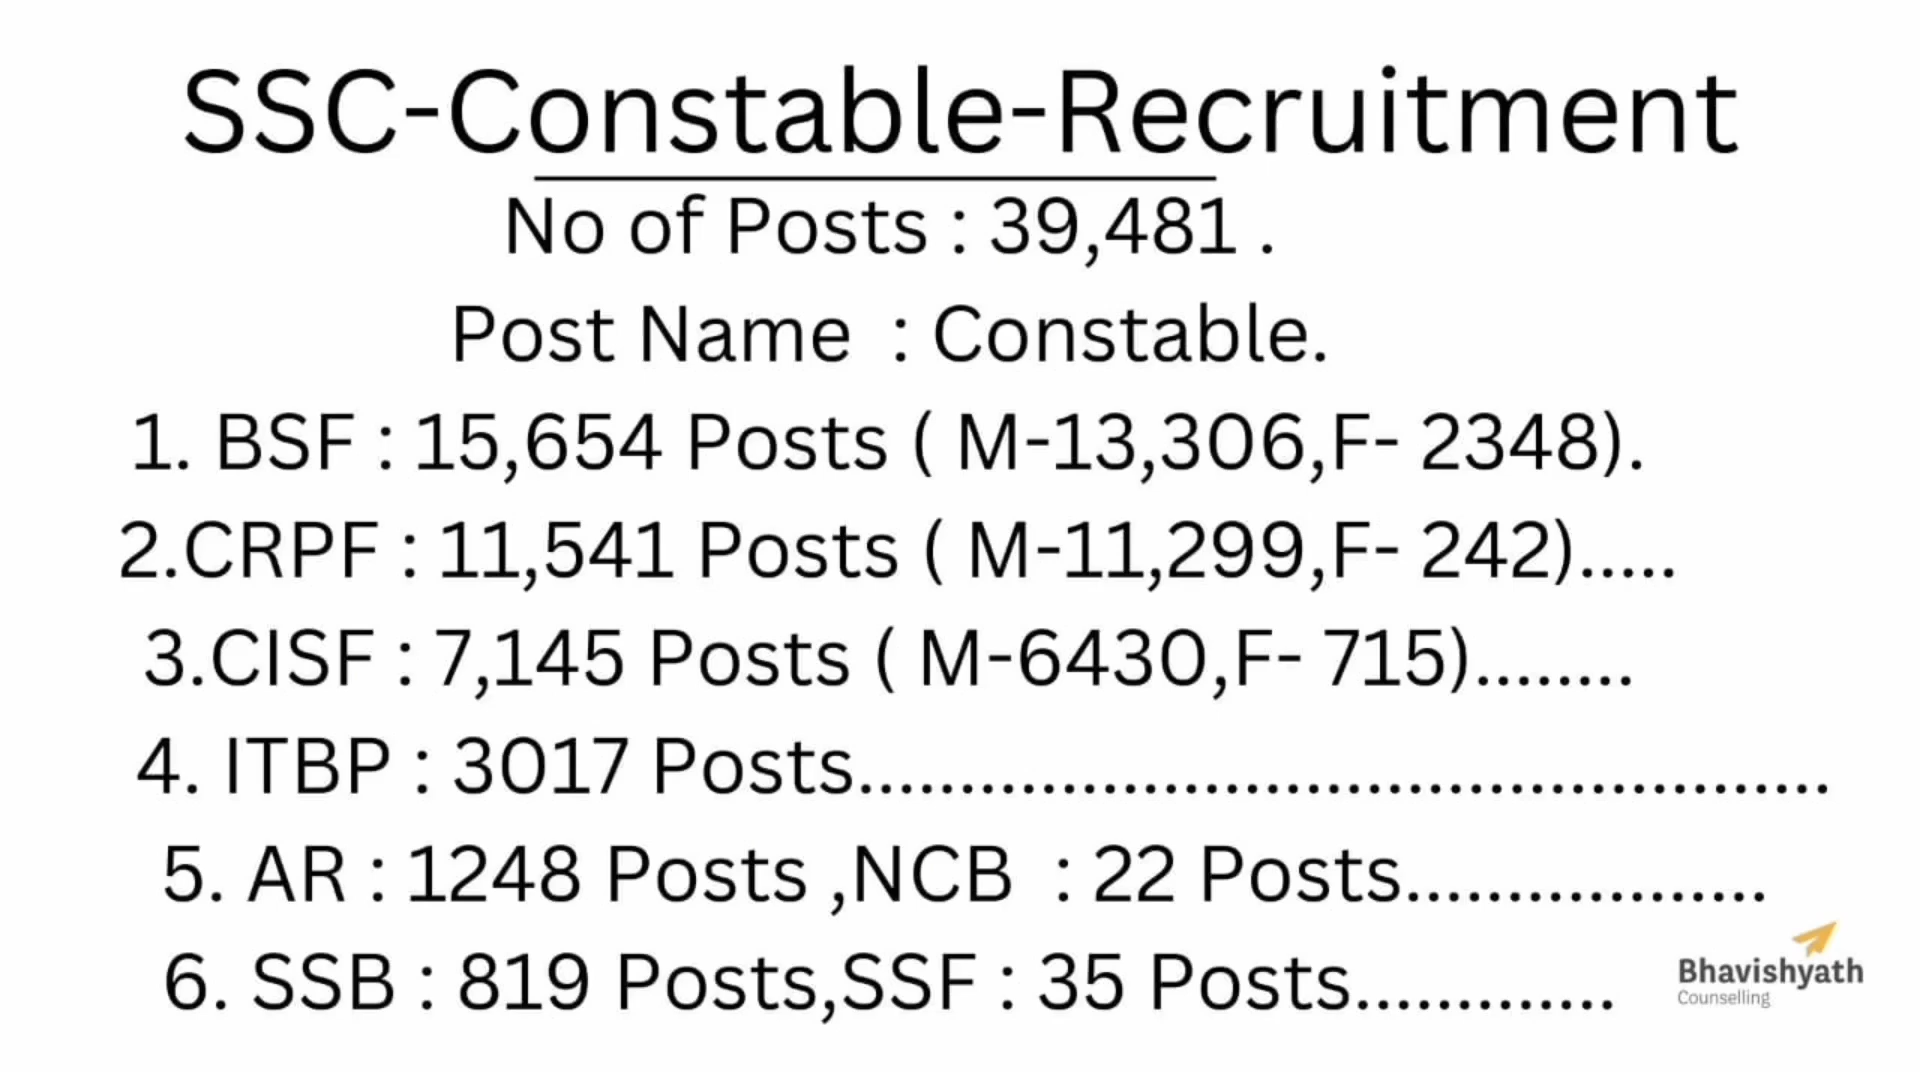 SSC-Constable-Recruitment
No of Posts : 39,481 .
Post Name : Constable.
1. BSF : 15,654 Posts ( M-13,306,F- 2348).
2.CRPF : 11,541 Posts ( M-11,299,F- 242).....
3.CISF : 7,145 Posts ( M-6430,F- 715)........
4. ITBP : 3017 Posts................................................
5. AR : 1248 Posts ,NCB : 22 Posts..................
6. SSB : 819 Posts,SSF : 35 Posts.............
Bhavishyath
Counselling